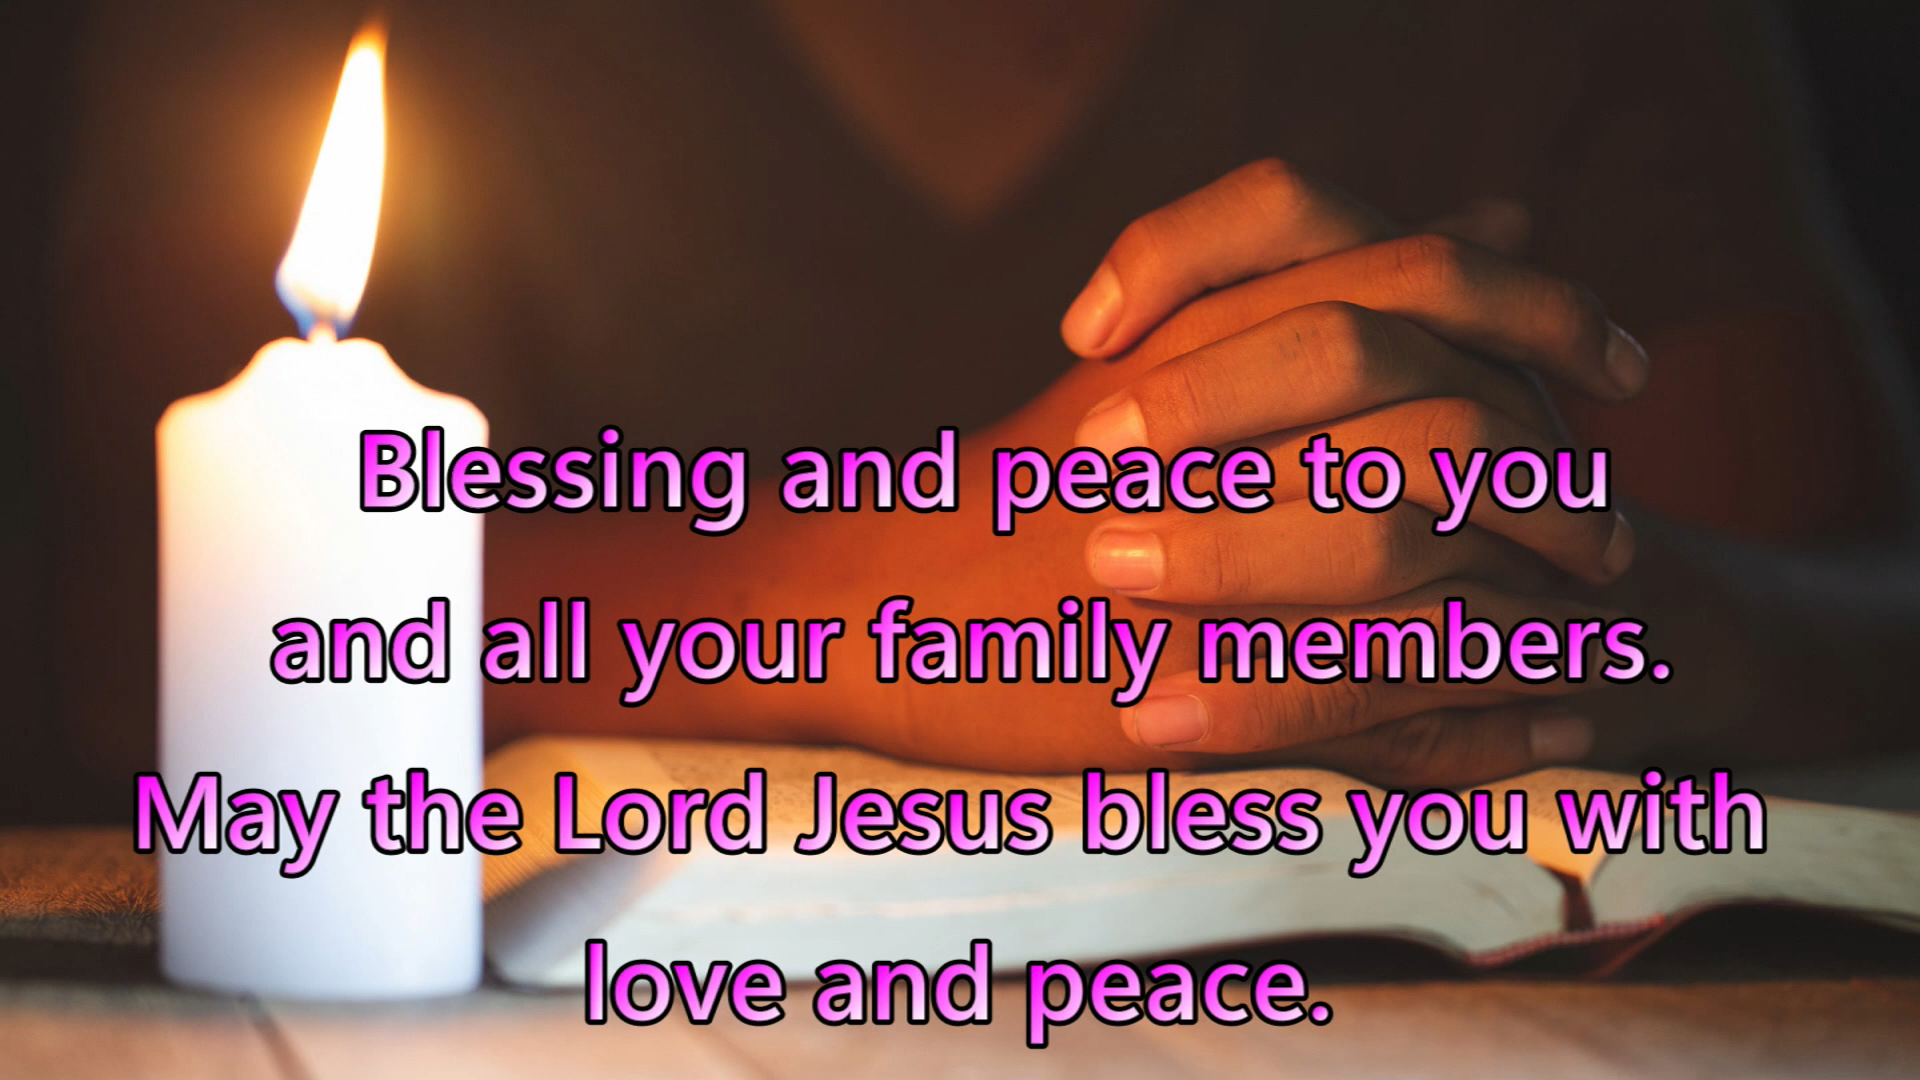 Blessing and peace to you
and all your family members.
May the Lord Jesus bless you with
love and peace.